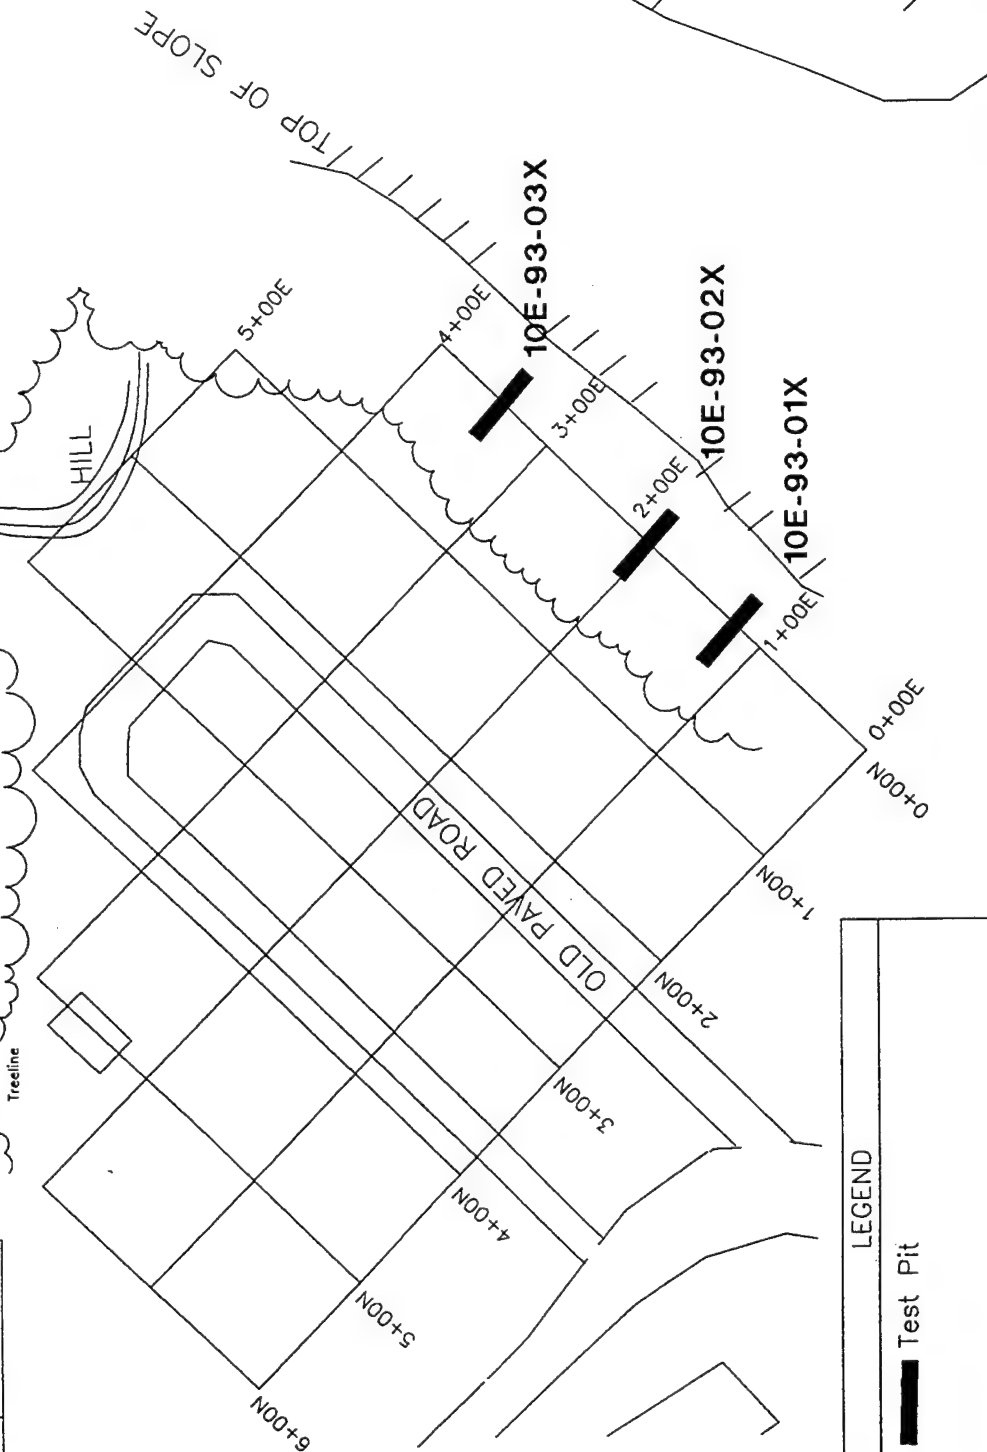 TOP OF SLOPE
HILL
5+00E
4+00E
3+00E
2+00E
1+00E
0+00E
10E-93-03X
10E-93-02X
10E-93-01X
OLD PAVED ROAD
Treeline
0+00N
1+00N
2+00N
3+00N
4+00N
5+00N
6+00N
LEGEND
Test Pit